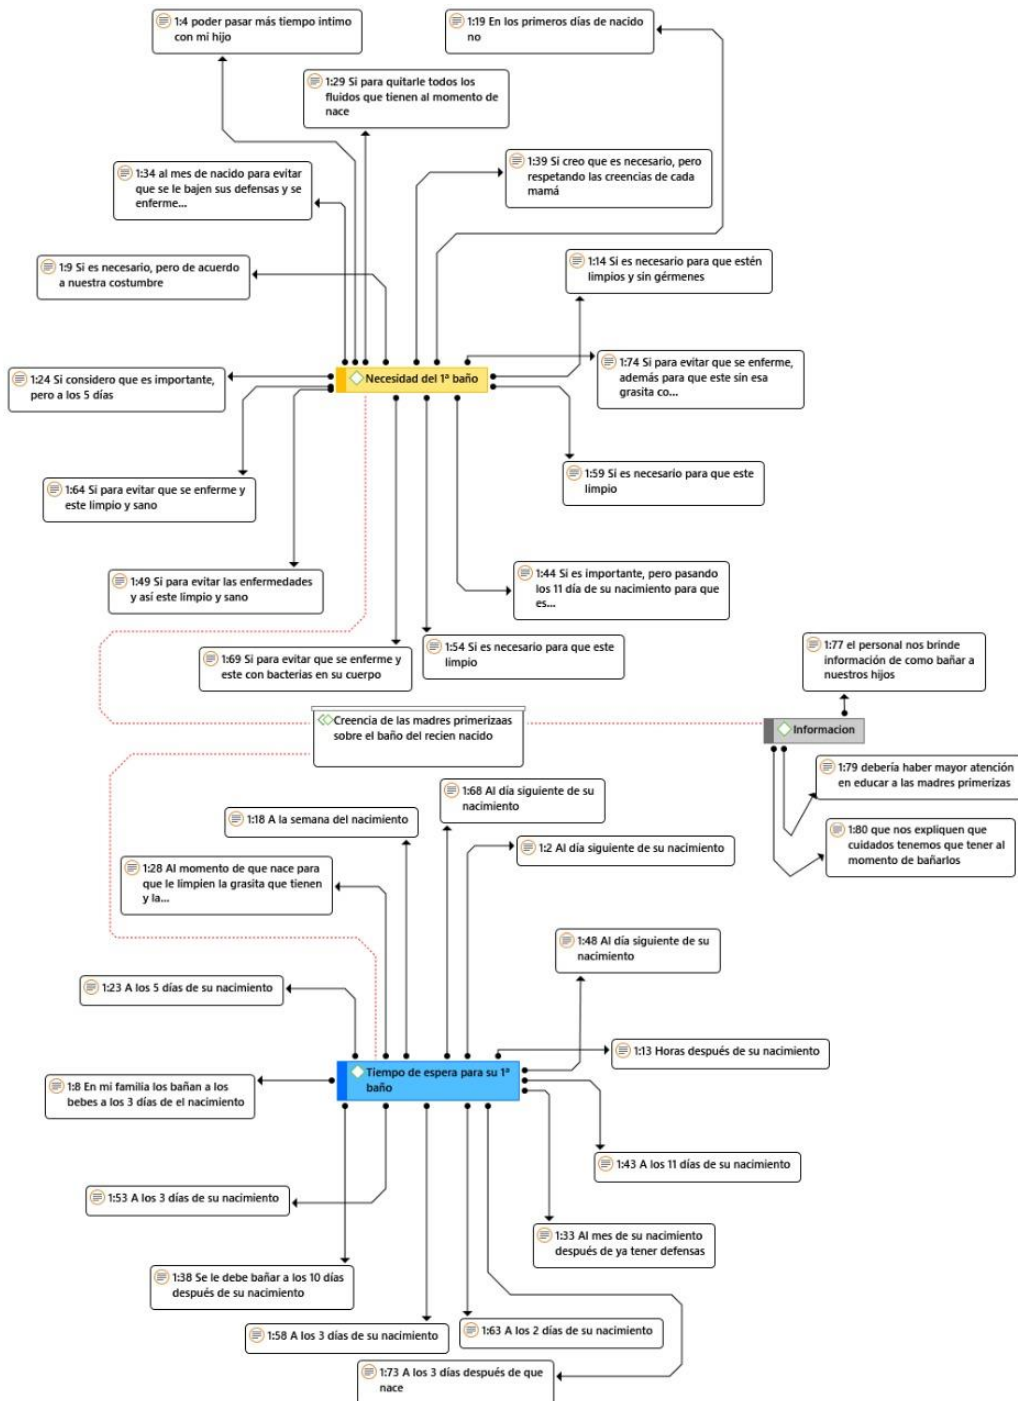 1:4 poder pasar más tiempo intimo
con mi hijo
1:19 En los primeros días de nacido
no
1:29 Si para quitarle todos los
fluidos que tienen al momento de
nace
1:34 al mes de nacido para evitar
que se le bajen sus defensas y se
enferme...
1:39 Si creo que es necesario, pero
respetando las creencias de cada
mamá
1:9 Si es necesario, pero de acuerdo
a nuestra costumbre
1:14 Si es necesario para que estén
limpios y sin gérmenes
1:24 Si considero que es importante,
pero a los 5 días
Necesidad del 1ª baño
1:74 Si para evitar que se enferme,
además para que este sin esa
grasita co...
1:64 Si para evitar que se enferme y
este limpio y sano
1:59 Si es necesario para que este
limpio
1:49 Si para evitar las enfermedades
y así este limpio y sano
1:44 Si es importante, pero pasando
los 11 día de su nacimiento para que
es...
1:69 Si para evitar que se enferme y
este con bacterias en su cuerpo
1:54 Si es necesario para que este
limpio
1:77 el personal nos brinde
información de como bañar a
nuestros hijos
Creencia de las madres primerizaas
sobre el baño del recien nacido
Informacion
1:79 debería haber mayor atención
en educar a las madres primerizas
1:80 que nos expliquen que
cuidados tenemos que tener al
momento de bañarlos
1:68 Al día siguiente de su
nacimiento
1:18 A la semana del nacimiento
1:2 Al día siguiente de su nacimiento
1:28 Al momento de que nace para
que le limpien la grasita que tienen
y la...
1:48 Al día siguiente de su
nacimiento
1:23 A los 5 días de su nacimiento
1:13 Horas después de su nacimiento
Tiempo de espera para su 1ª
baño
1:8 En mi familia los bañan a los
bebes a los 3 días de el nacimiento
1:43 A los 11 días de su nacimiento
1:53 A los 3 días de su nacimiento
1:33 Al mes de su nacimiento
después de ya tener defensas
1:38 Se le debe bañar a los 10 días
después de su nacimiento
1:58 A los 3 días de su nacimiento
1:63 A los 2 días de su nacimiento
1:73 A los 3 días después de que
nace